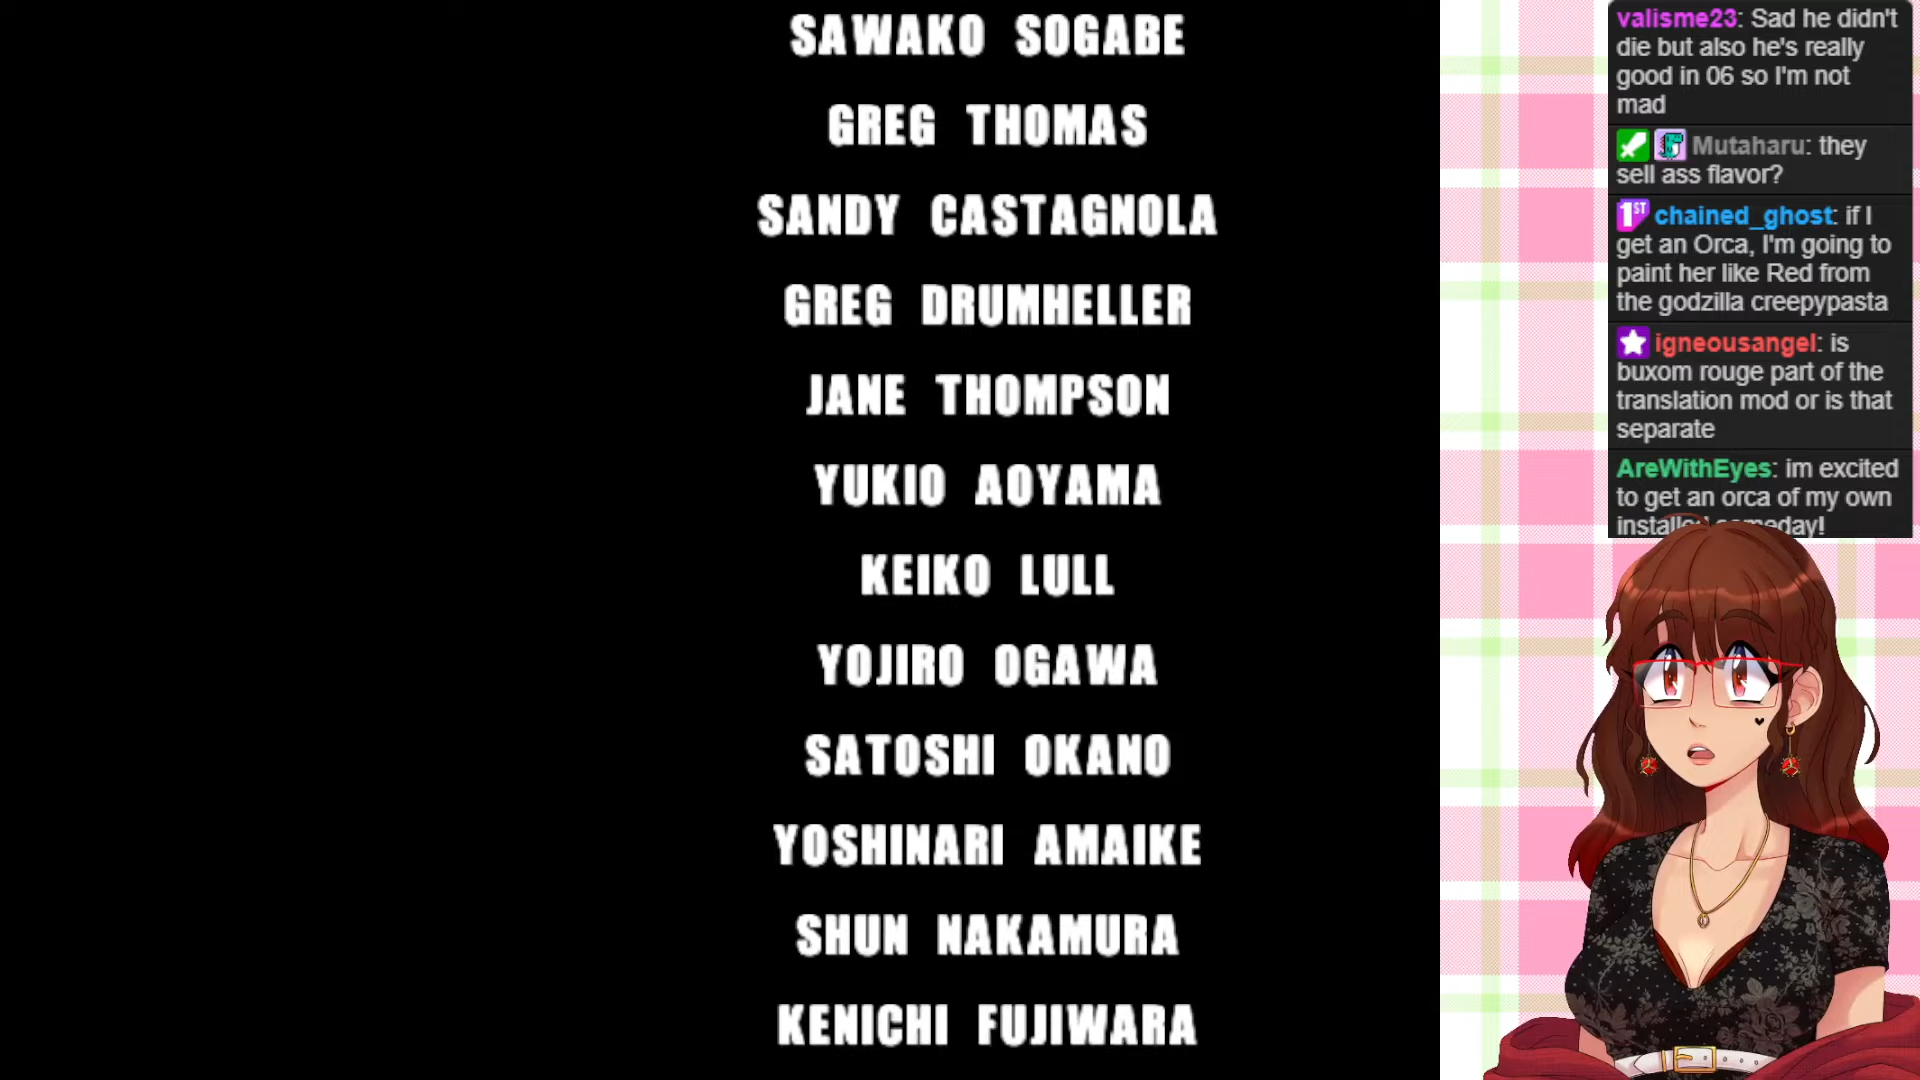 SAWAKO SOGABE
GREG THOMAS
SANDY CASTAGNOLA
GREG DRUMHELLER
JANE THOMPSON
YUKIO AOYAMA
KEIKO LULL
YOJIRO OGAWA
SATOSHI OKANO
YOSHINARI AMAIKE
SHUN NAKAMURA
KENICHI FUJIWARA
valisme23: Sad he didn't
die but also he's really
good in 06 so I'm not
mad
Mutaharu: they
sell ass flavor?
1ST chained_ghost: if I
get an Orca, I'm going to
paint her like Red from
the godzilla creepypasta
igneousangel: is
buxom rouge part of the
translation mod or is that
separate
AreWithEyes: im excited
to get an orca of my own
installed someday!